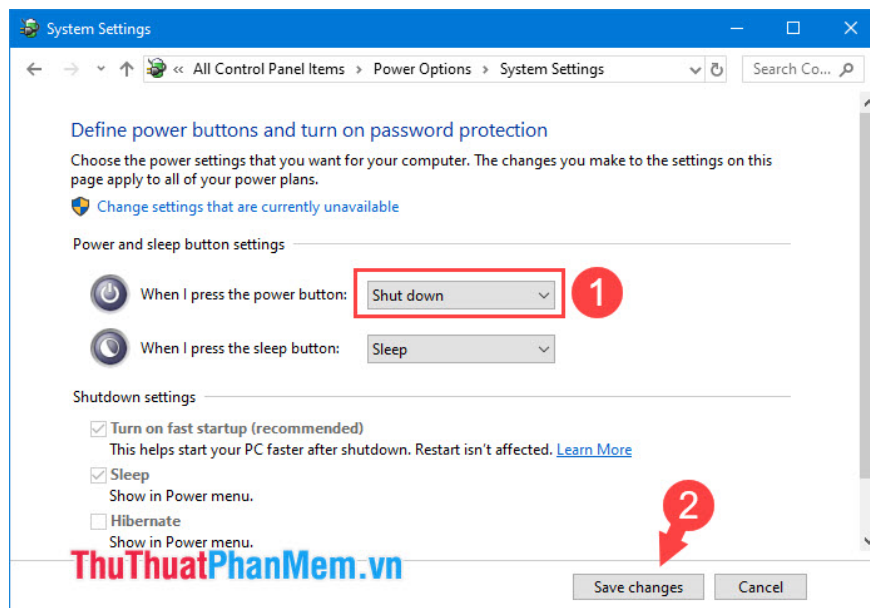 System Settings
« All Control Panel Items > Power Options > System Settings
Search Co...
Define power buttons and turn on password protection
Choose the power settings that you want for your computer. The changes you make to the settings on this
page apply to all of your power plans.
Change settings that are currently unavailable
Power and sleep button settings
When I press the power button: Shut down
1
When I press the sleep button: Sleep
Shutdown settings
Turn on fast startup (recommended)
This helps start your PC faster after shutdown. Restart isn't affected. Learn More
Sleep
Show in Power menu.
Hibernate
Show in Power menu.
2
ThuThuatPhanMem.vn
Save changes
Cancel